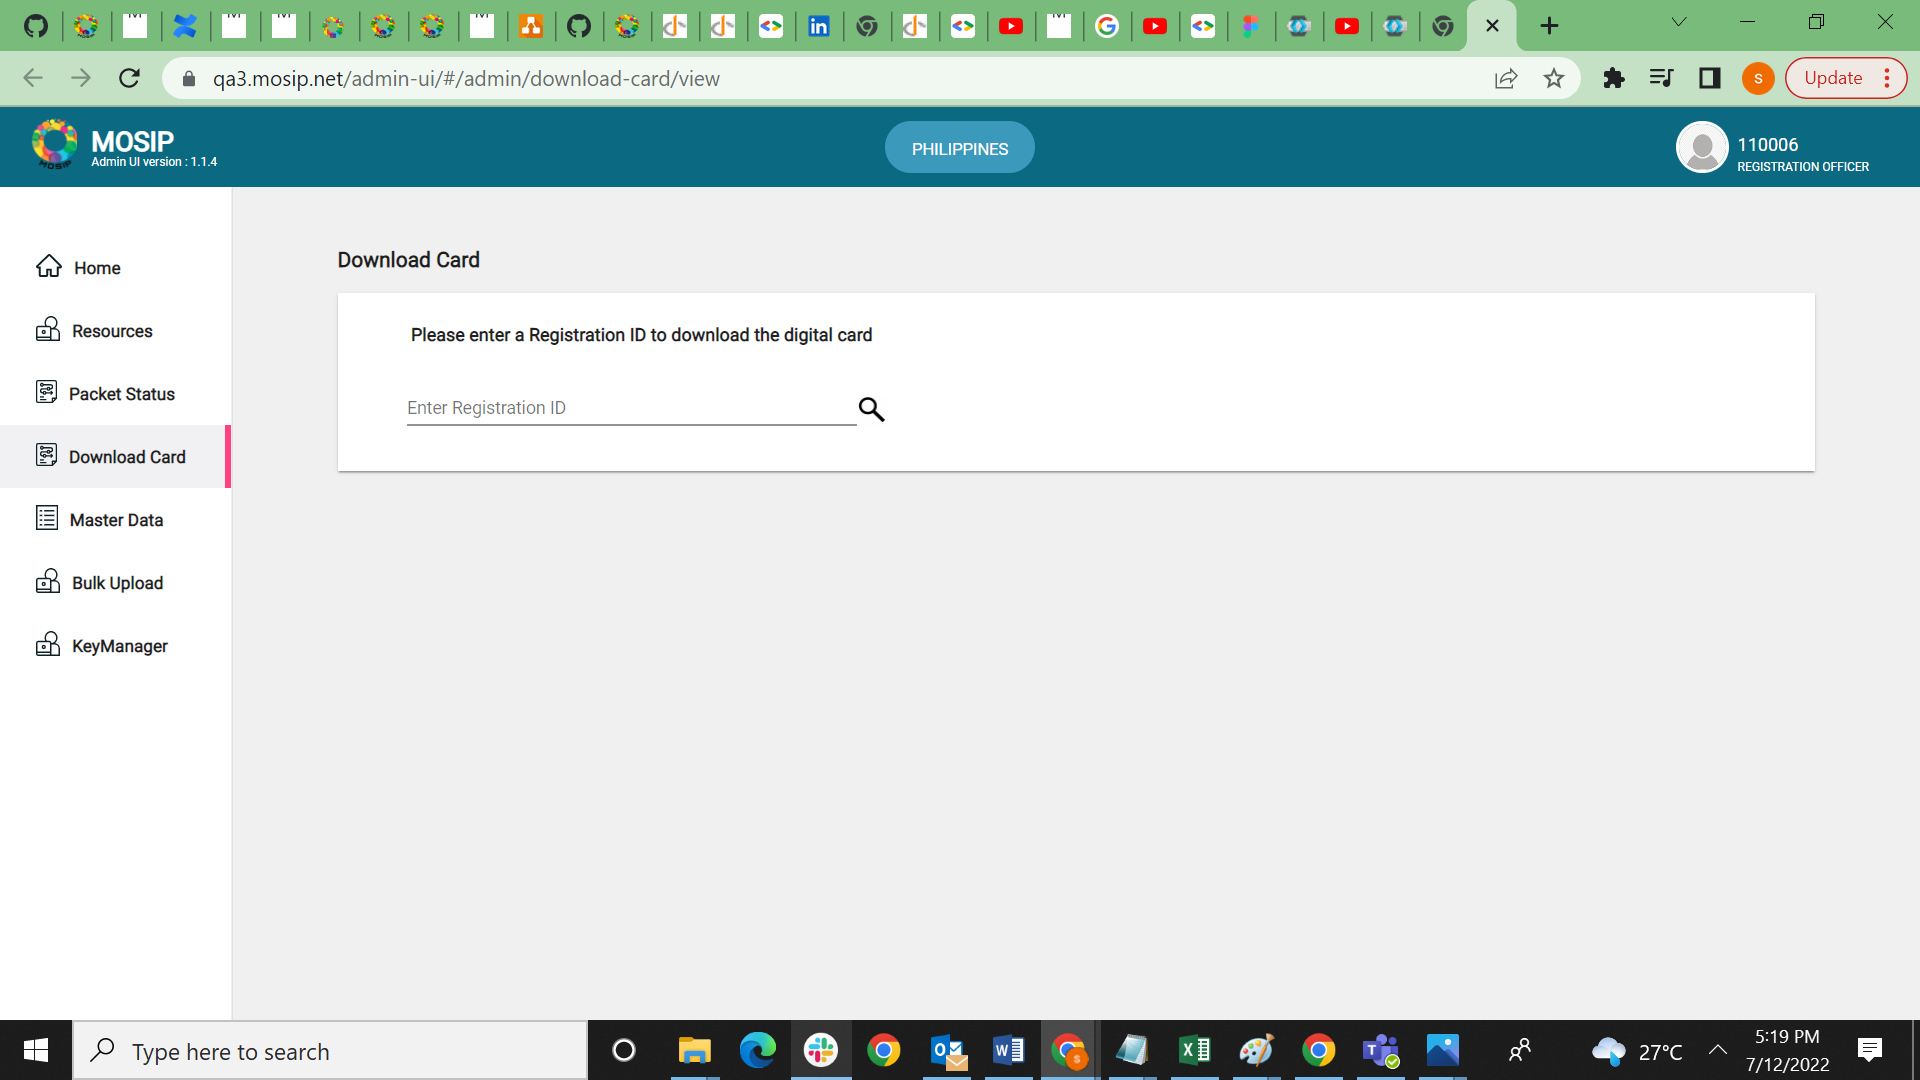 qa3.mosip.net/admin-ui/#/admin/download-card/view
S
Update
MOSIP
Admin UI version : 1.1.4
MOSIP
PHILIPPINES
110006
REGISTRATION OFFICER
Home
Resources
Packet Status
Download Card
Master Data
Bulk Upload
KeyManager
Download Card
Please enter a Registration ID to download the digital card
Enter Registration ID
Type here to search
27°C
5:19 PM
7/12/2022